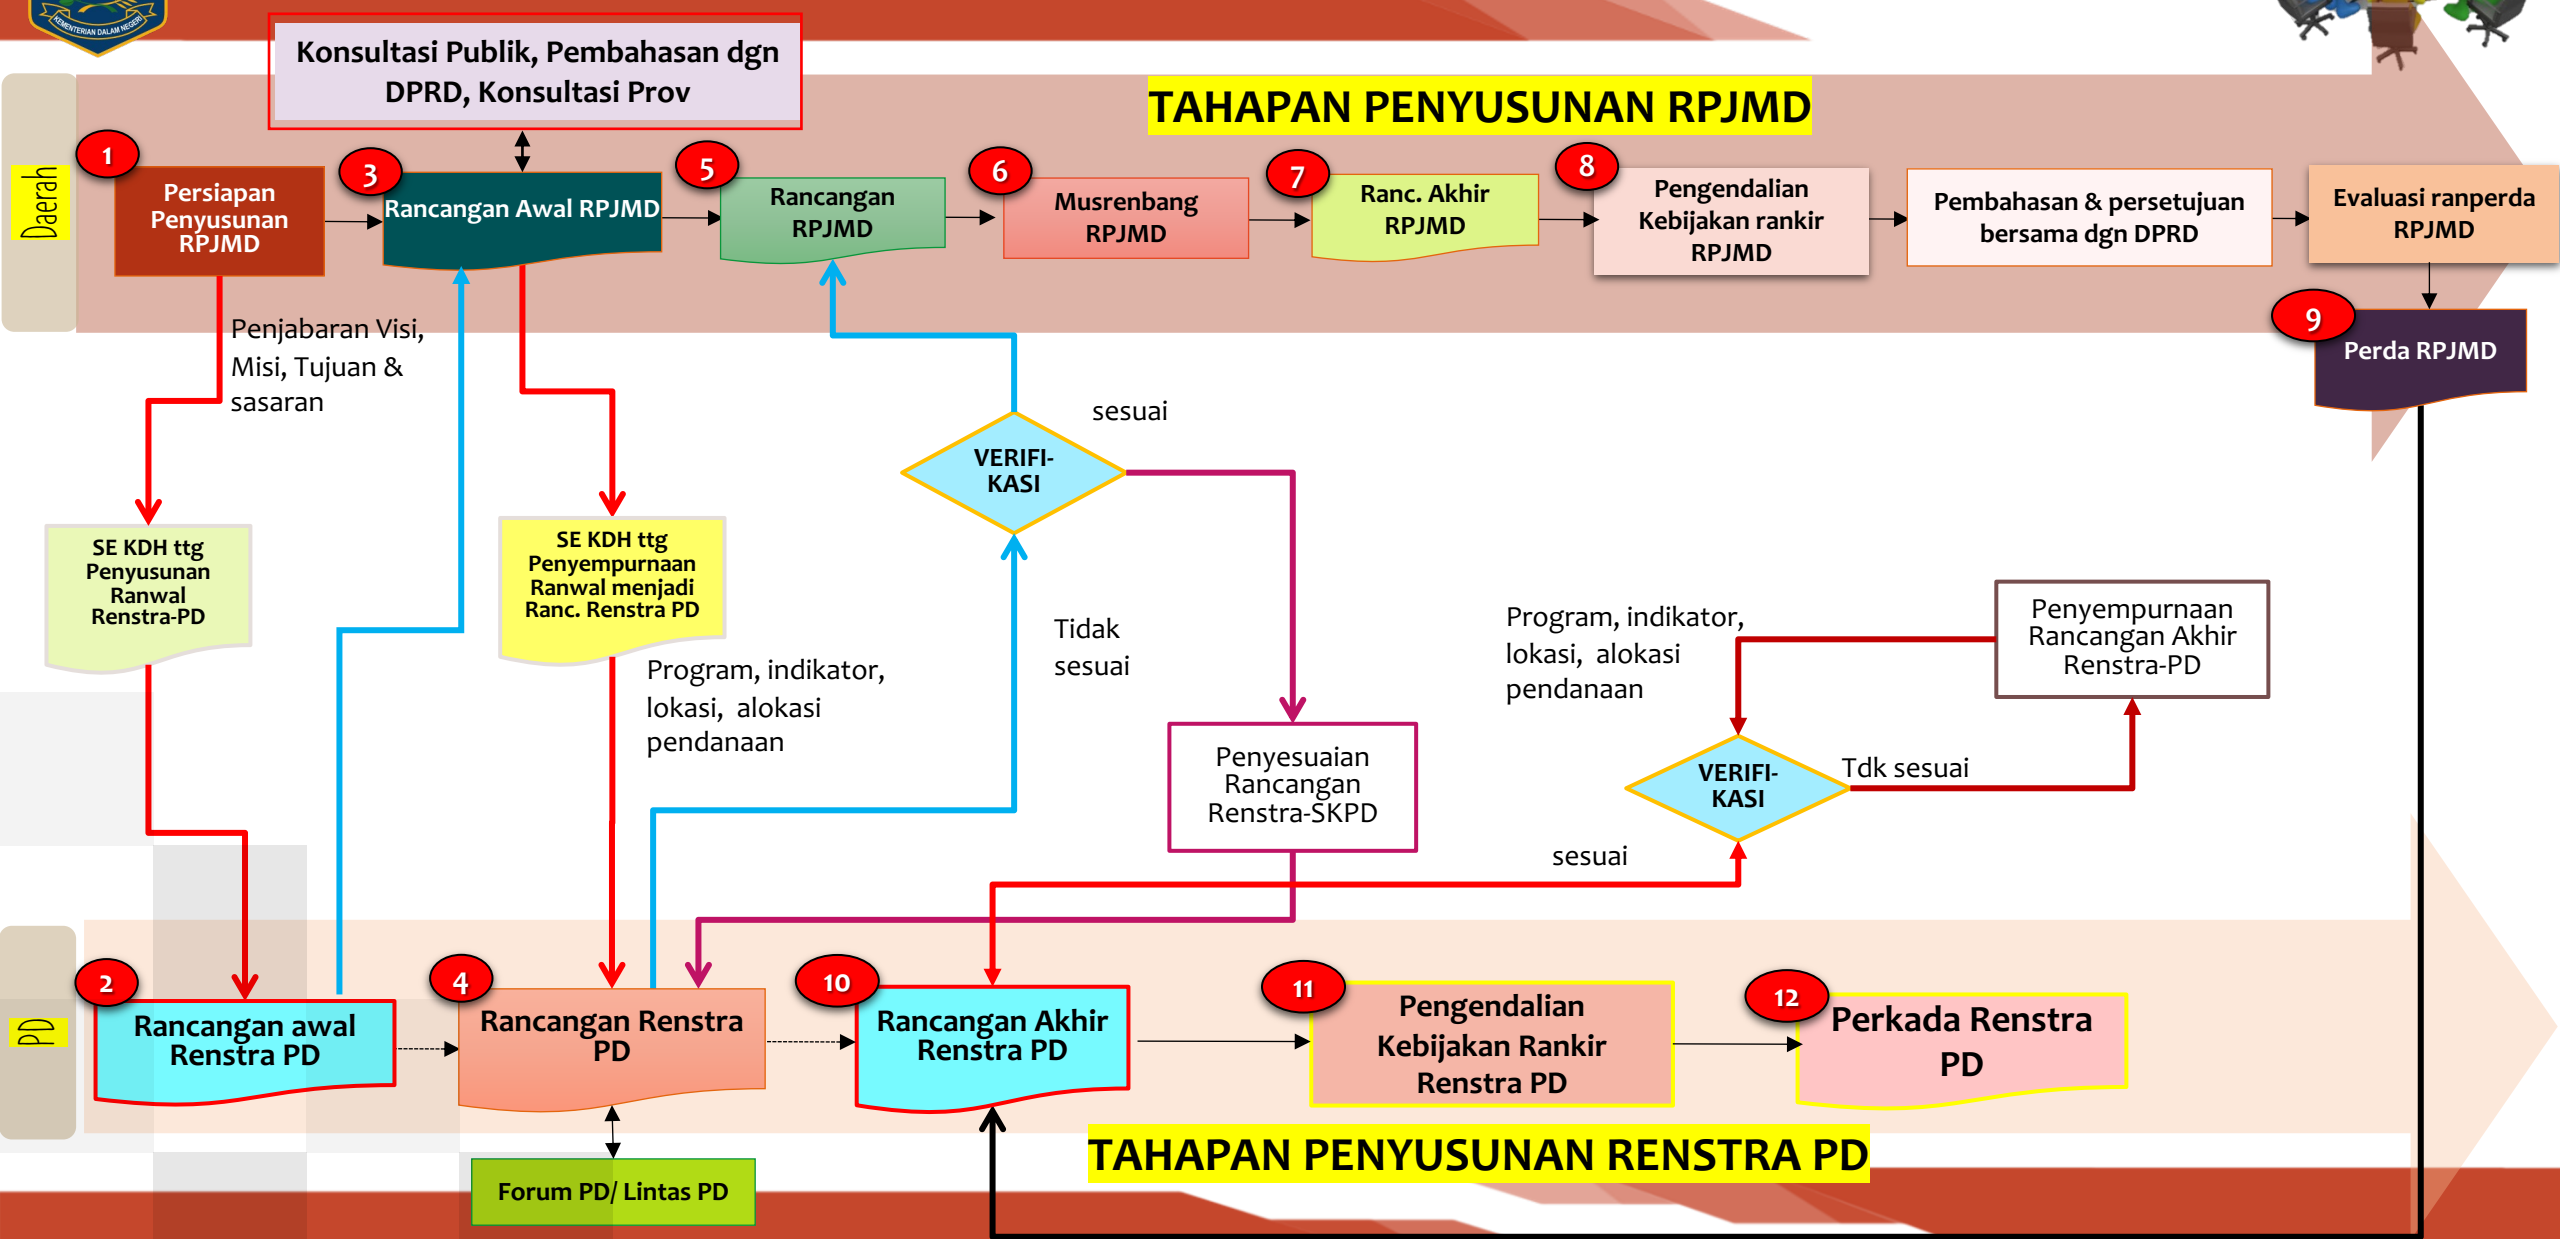 KEMENTERIAN DALAM NEGERI
Konsultasi Publik, Pembahasan dgn
DPRD, Konsultasi Prov
TAHAPAN PENYUSUNAN RPJMD
Daerah
1
Persiapan
Penyusunan
RPJMD
3
Rancangan Awal RPJMD
5
Rancangan
RPJMD
6
Musrenbang
RPJMD
7
Ranc. Akhir
RPJMD
8
Pengendalian
Kebijakan rankir
RPJMD
Pembahasan & persetujuan
bersama dgn DPRD
Evaluasi ranperda
RPJMD
9
Perda RPJMD
Penjabaran Visi,
Misi, Tujuan &
sasaran
sesuai
VERIFI-
KASI
SE KDH ttg
Penyusunan
Ranwal
Renstra-PD
SE KDH ttg
Penyempurnaan
Ranwal menjadi
Ranc. Renstra PD
Tidak
sesuai
Program, indikator,
lokasi, alokasi
pendanaan
Program, indikator,
lokasi, alokasi
pendanaan
Penyempurnaan
Rancangan Akhir
Renstra-PD
Penyesuaian
Rancangan
Renstra-SKPD
VERIFI-
KASI
Tdk sesuai
sesuai
PD
2
Rancangan awal
Renstra PD
4
Rancangan Renstra
PD
10
Rancangan Akhir
Renstra PD
11
Pengendalian
Kebijakan Rankir
Renstra PD
12
Perkada Renstra
PD
TAHAPAN PENYUSUNAN RENSTRA PD
Forum PD/ Lintas PD